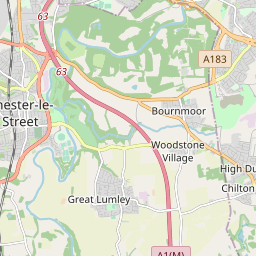 63
A183
63
Bournmoor
hester-le-
Street
Woodstone
Village
High Du
Chilton
Great Lumley
A1(M)